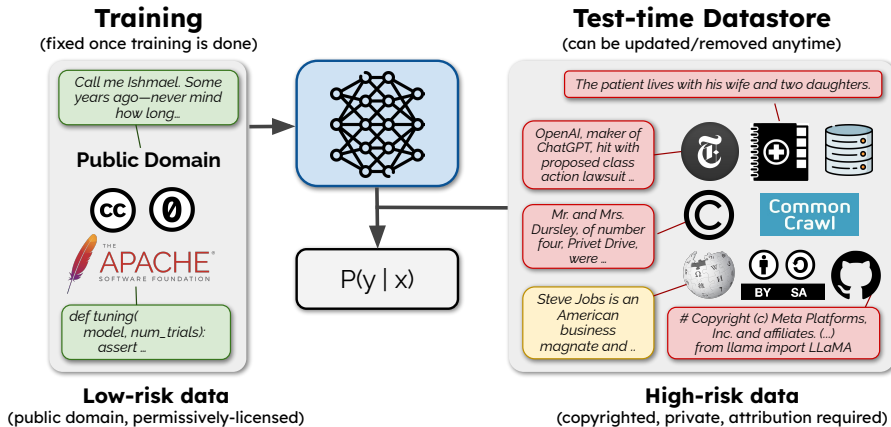 Training
(fixed once training is done)
Call me Ishmael. Some
years ago—never mind
how long…
Public Domain
cc
0
THE
APACHE®
SOFTWARE FOUNDATION
def tuning(
model, num_trials):
assert ...
Low-risk data
(public domain, permissively-licensed)
P(y | x)
Test-time Datastore
(can be updated/removed anytime)
The patient lives with his wife and two daughters.
OpenAI, maker of
ChatGPT, hit with
proposed class
action lawsuit ...
T
Mr. and Mrs.
Dursley, of number
four, Privet Drive,
were ...
C
Common
Crawl
Steve Jobs is an
American
business
magnate and ..
BY SA
# Copyright (c) Meta Platforms,
Inc. and affiliates. (...)
from llama import LLaMA
High-risk data
(copyrighted, private, attribution required)